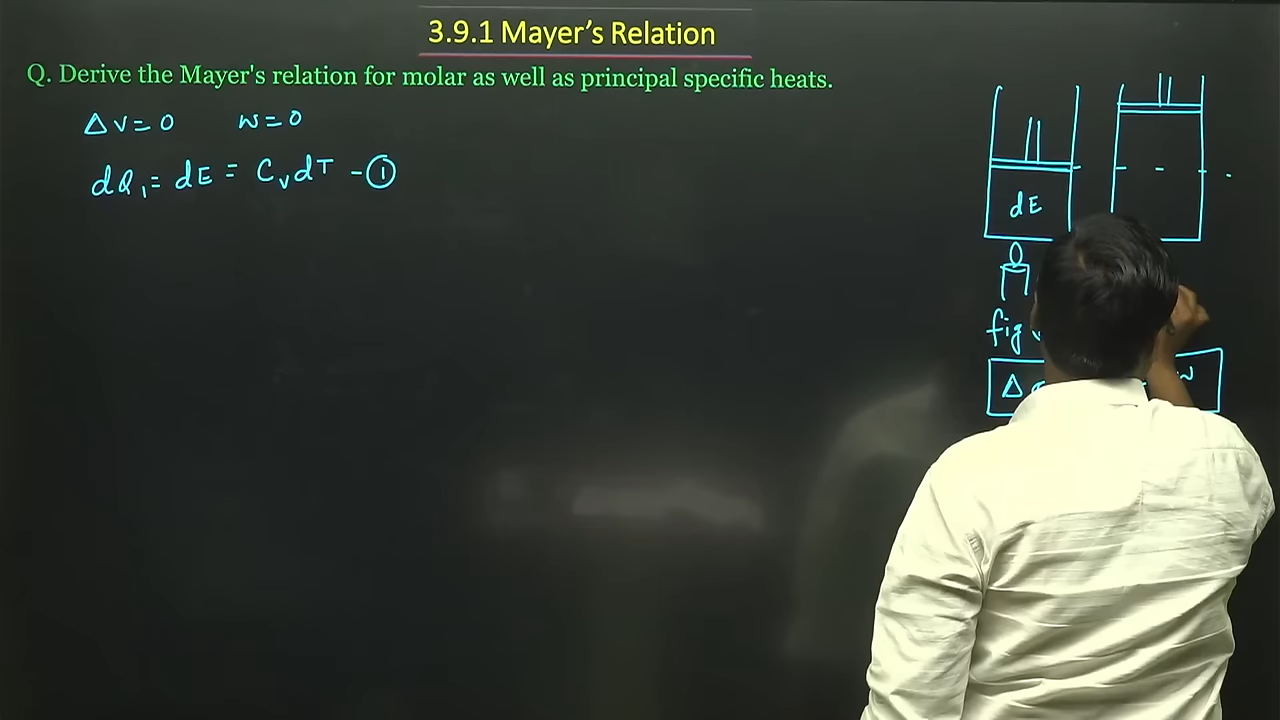 3.9.1 Mayer's Relation
Q. Derive the Mayer's relation for molar as well as principal specific heats.
Δv=0 w=0
dQ₁ = dE = CᵥdT -①
dE
fig
Δ